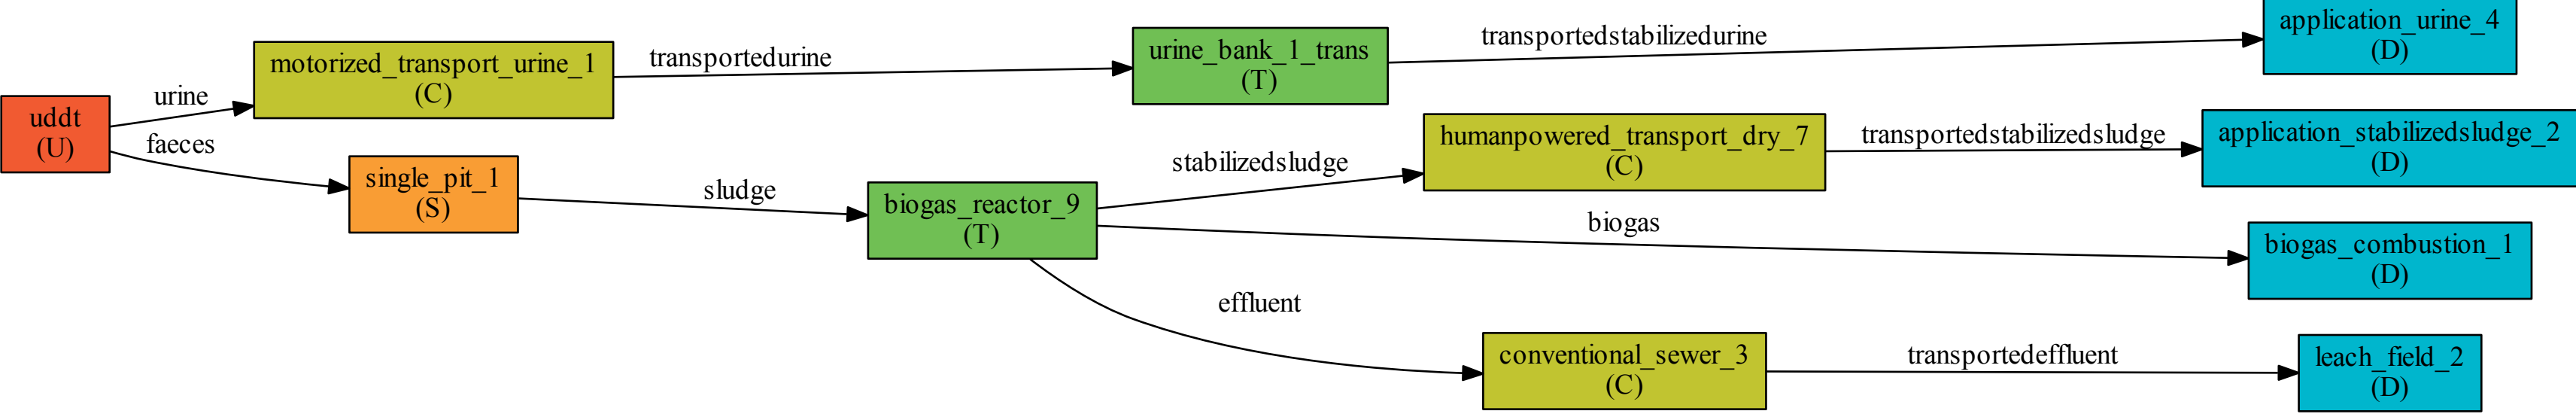 uddt
(U)
urine
faeces
motorized_transport_urine_1
(C)
transportedurine
urine_bank_1_trans
(T)
transportedstabilizedurine
application_urine_4
(D)
single_pit_1
(S)
sludge
biogas_reactor_9
(T)
stabilizedsludge
humanpowered_transport_dry_7
(C)
transportedstabilizedsludge
application_stabilizedsludge_2
(D)
biogas
biogas_combustion_1
(D)
effluent
conventional_sewer_3
(C)
transportedeffluent
leach_field_2
(D)